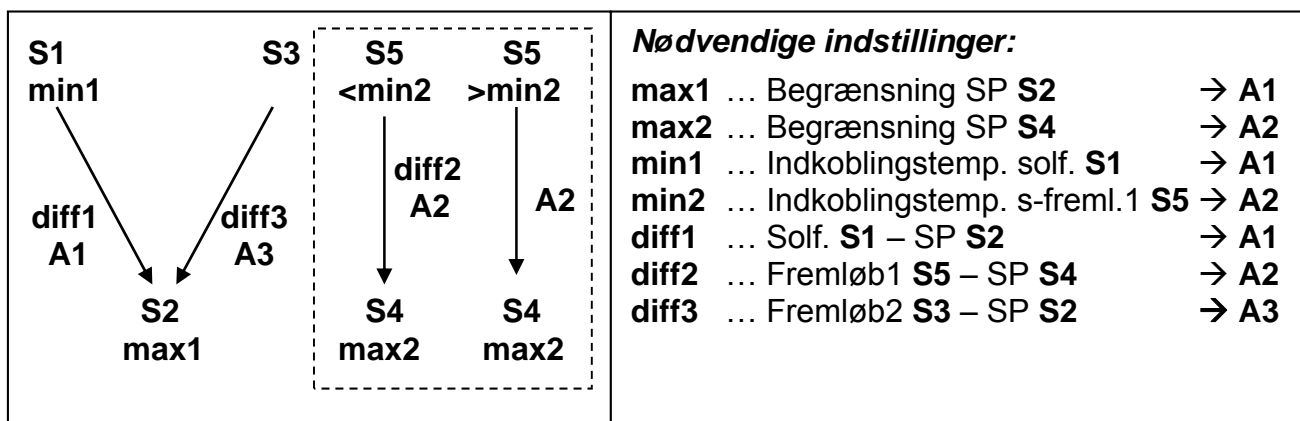 S1 S3 S5 S5
min1 <min2 >min2
diff2
A2 A2
diff1 diff3
A1 A3
S2 S4 S4
max1 max2 max2
Nødvendige indstillinger:
max1 … Begrænsning SP S2 → A1
max2 … Begrænsning SP S4 → A2
min1 … Indkoblingstemp. solf. S1 → A1
min2 … Indkoblingstemp. s-freml.1 S5 → A2
diff1 … Solf. S1 – SP S2 → A1
diff2 … Fremløb1 S5 – SP S4 → A2
diff3 … Fremløb2 S3 – SP S2 → A3